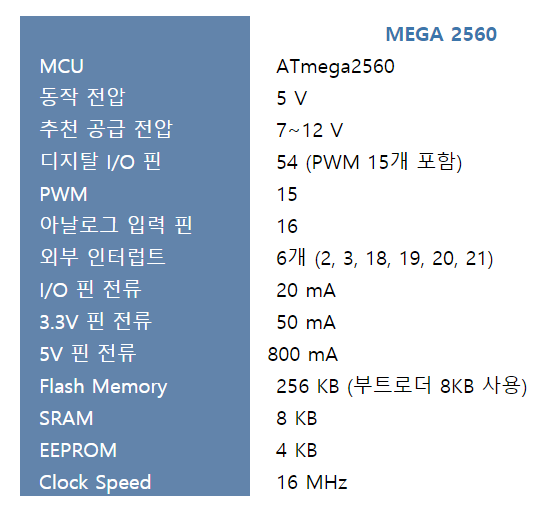 MEGA 2560
MCU ATmega2560
동작 전압 5 V
추천 공급 전압 7~12 V
디지탈 I/O 핀 54 (PWM 15개 포함)
PWM 15
아날로그 입력 핀 16
외부 인터럽트 6개 (2, 3, 18, 19, 20, 21)
I/O 핀 전류 20 mA
3.3V 핀 전류 50 mA
5V 핀 전류 800 mA
Flash Memory 256 KB (부트로더 8KB 사용)
SRAM 8 KB
EEPROM 4 KB
Clock Speed 16 MHz